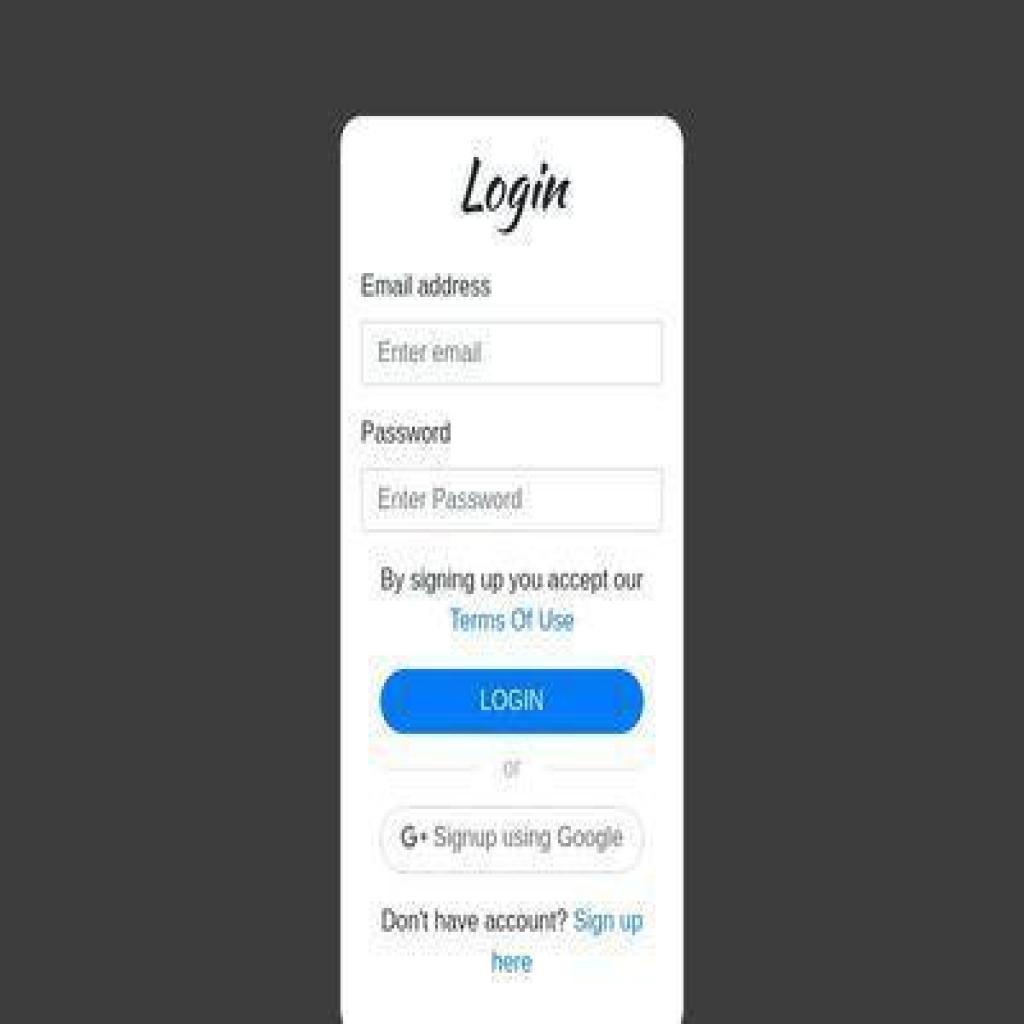 Login
Email address
Enter email
Password
Enter Password
By signing up you accept our
Terms Of Use
LOGIN
or
G+ Signup using Google
Don't have account? Sign up
here